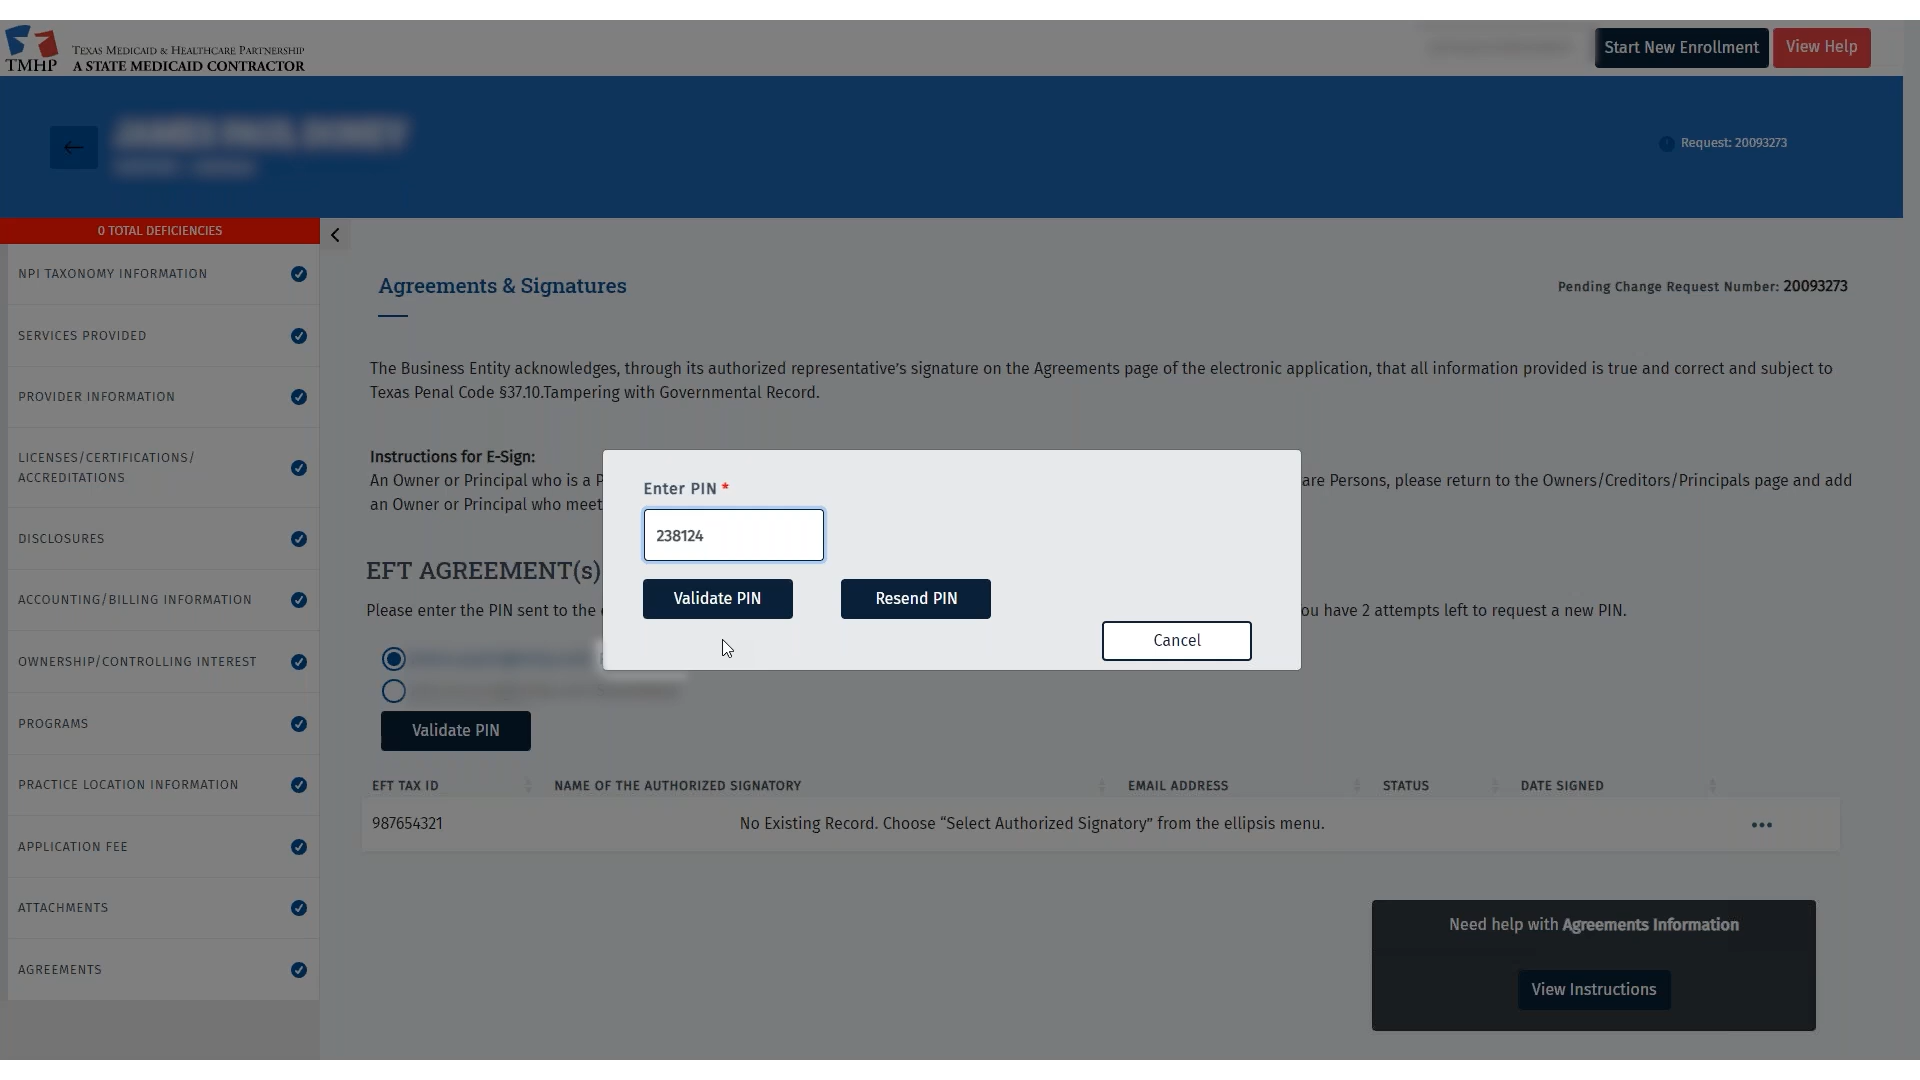 TEXAS MEDICAID & HEALTHCARE PARTNERSHIP
TMHP A STATE MEDICAID CONTRACTOR
Start New Enrollment
View Help
Request: 20093273
0 TOTAL DEFICIENCIES
NPI TAXONOMY INFORMATION
SERVICES PROVIDED
PROVIDER INFORMATION
LICENSES/CERTIFICATIONS/
ACCREDITATIONS
DISCLOSURES
ACCOUNTING/BILLING INFORMATION
OWNERSHIP/CONTROLLING INTEREST
PROGRAMS
PRACTICE LOCATION INFORMATION
APPLICATION FEE
ATTACHMENTS
AGREEMENTS
Agreements & Signatures
Pending Change Request Number: 20093273
The Business Entity acknowledges, through its authorized representative's signature on the Agreements page of the electronic application, that all information provided is true and correct and subject to
Texas Penal Code §37.10.Tampering with Governmental Record.
Instructions for E-Sign:
An Owner or Principal who is a P
are Persons, please return to the Owners/Creditors/Principals page and add
an Owner or Principal who meet
EFT AGREEMENT(s)
Please enter the PIN sent to the
ou have 2 attempts left to request a new PIN.
Enter PIN *
238124
Validate PIN
Resend PIN
Cancel
Validate PIN
EFT TAX ID
NAME OF THE AUTHORIZED SIGNATORY
EMAIL ADDRESS
STATUS
DATE SIGNED
987654321
No Existing Record. Choose “Select Authorized Signatory” from the ellipsis menu.
Need help with Agreements Information
View Instructions